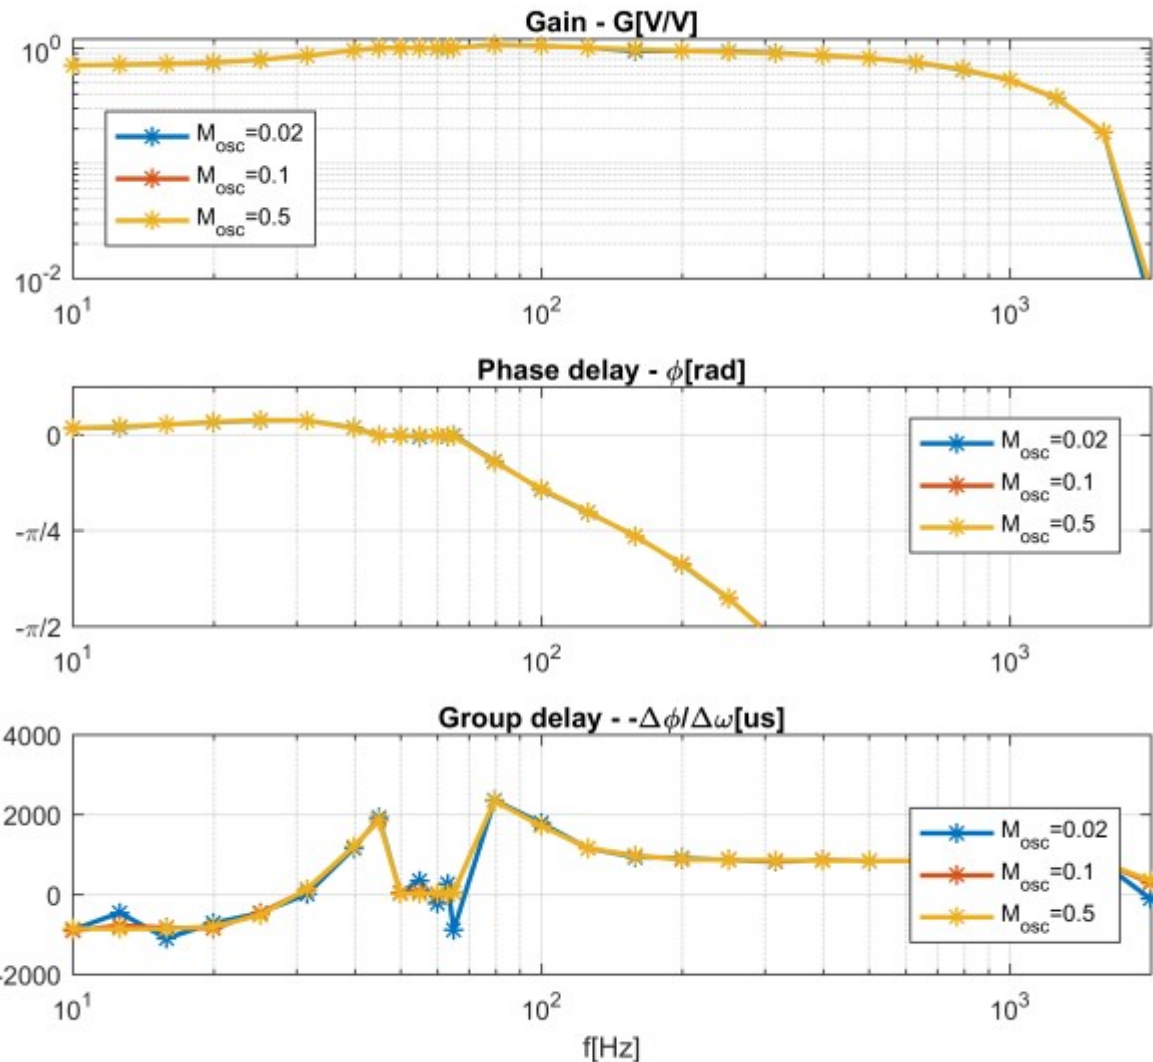 Gain - G[V/V]
10^0
M_osc=0.02
M_osc=0.1
M_osc=0.5
10^-2
10^1 10^2 10^3
Phase delay - ϕ[rad]
0
M_osc=0.02
M_osc=0.1
-π/4
M_osc=0.5
-π/2
10^1 10^2 10^3
Group delay - -Δϕ/Δω[us]
4000
2000
M_osc=0.02
M_osc=0.1
0
M_osc=0.5
-2000
10^1 10^2 10^3
f[Hz]